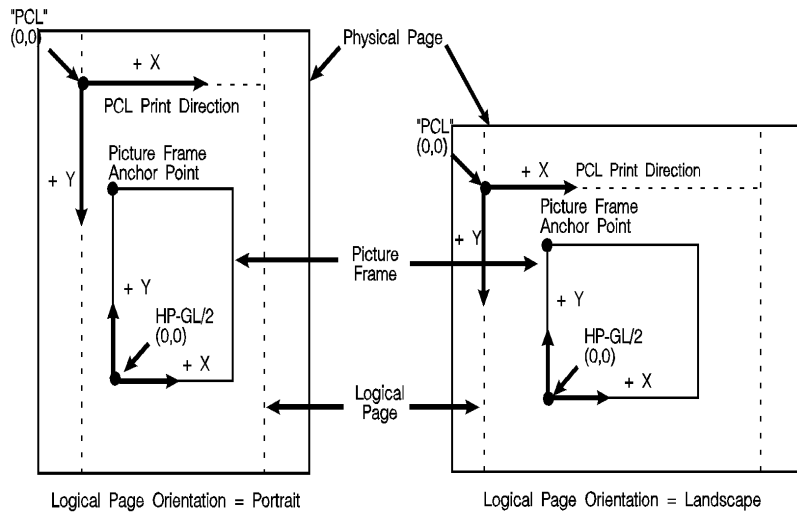 "PCL"
(0,0)
+ X
PCL Print Direction
+ Y
Picture Frame
Anchor Point
+ Y
HP-GL/2
(0,0)
+ X
Logical Page Orientation = Portrait
Physical Page
Picture
Frame
Logical
Page
"PCL"
(0,0)
+ X
PCL Print Direction
+ Y
Picture Frame
Anchor Point
+ Y
HP-GL/2
(0,0)
+ X
Logical Page Orientation = Landscape